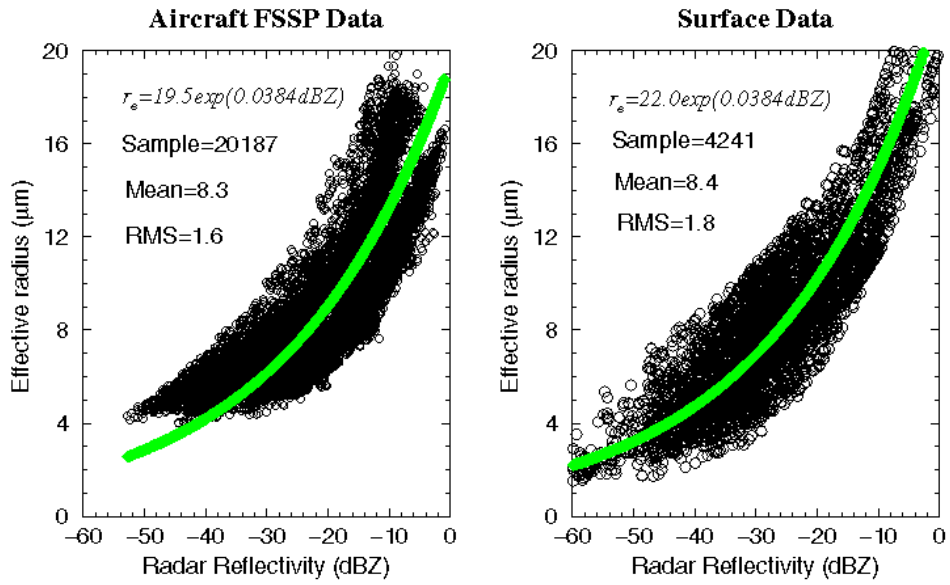 Aircraft FSSP Data
20
16
12
8
4
0
Effective radius (μm)
r_e=19.5exp(0.0384dBZ)
Sample=20187
Mean=8.3
RMS=1.6
−60 −50 −40 −30 −20 −10 0
Radar Reflectivity (dBZ)
Surface Data
20
16
12
8
4
0
Effective radius (μm)
r_e=22.0exp(0.0384dBZ)
Sample=4241
Mean=8.4
RMS=1.8
−60 −50 −40 −30 −20 −10 0
Radar Reflectivity (dBZ)